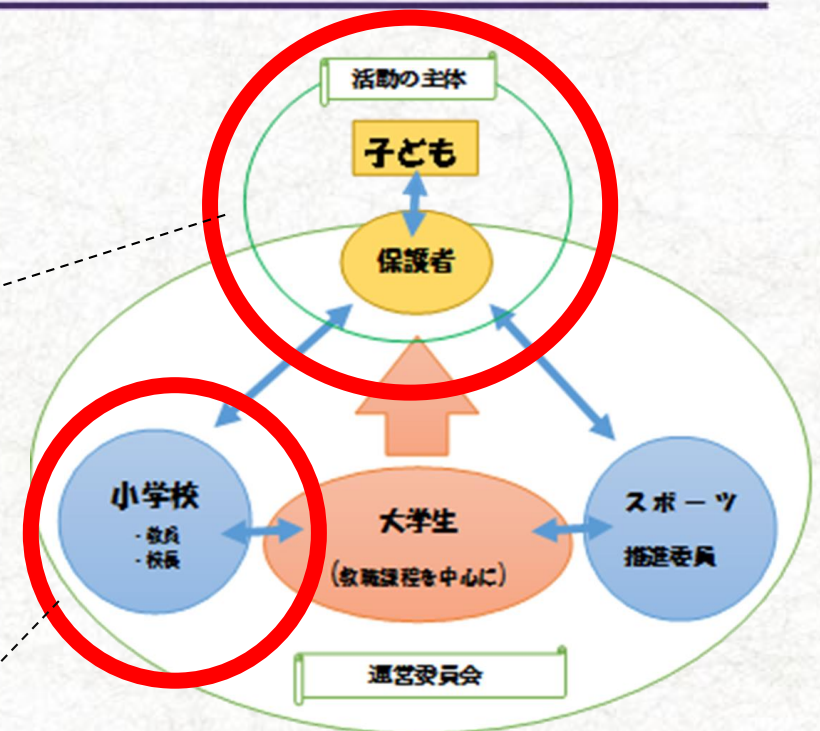 活動の主体
子ども
保護者
小学校
- 教員
- 校長
大学生
(教職課程を中心に)
スポーツ
推進委員
運営委員会